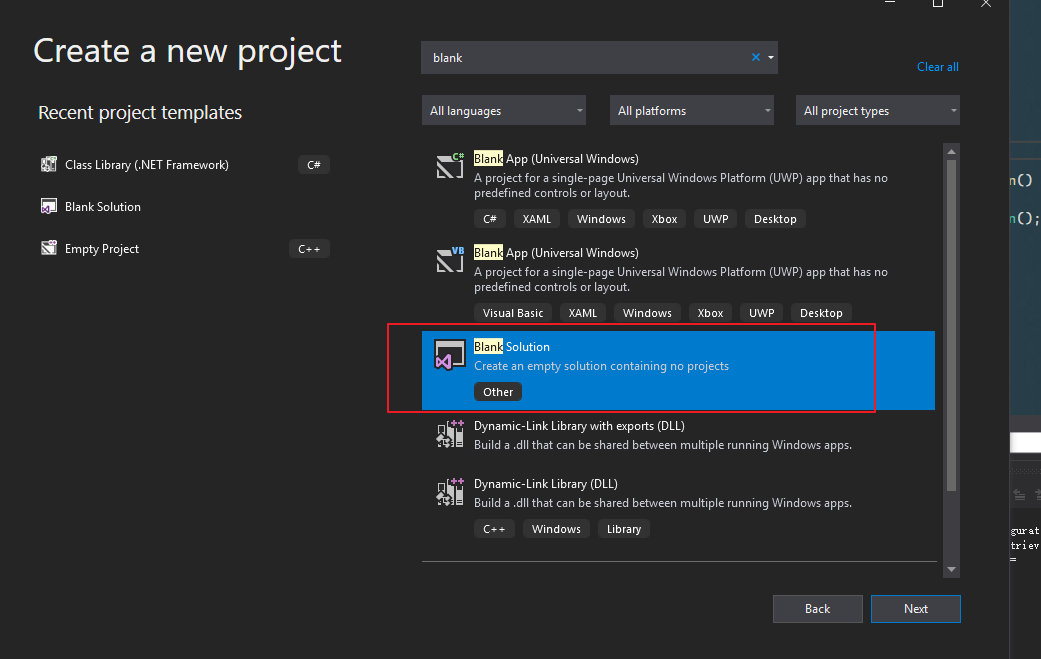 Create a new project
Recent project templates
Class Library (.NET Framework) C#
Blank Solution
Empty Project C++
blank
Clear all
All languages All platforms All project types
C#
Blank App (Universal Windows)
A project for a single-page Universal Windows Platform (UWP) app that has no
predefined controls or layout.
C# XAML Windows Xbox UWP Desktop
VB
Blank App (Universal Windows)
A project for a single-page Universal Windows Platform (UWP) app that has no
predefined controls or layout.
Visual Basic XAML Windows Xbox UWP Desktop
Blank Solution
Create an empty solution containing no projects
Other
++
Dynamic-Link Library with exports (DLL)
Build a .dll that can be shared between multiple running Windows apps.
++
Dynamic-Link Library (DLL)
Build a .dll that can be shared between multiple running Windows apps.
C++ Windows Library
Back Next
n()
n();
gurat
triev
=